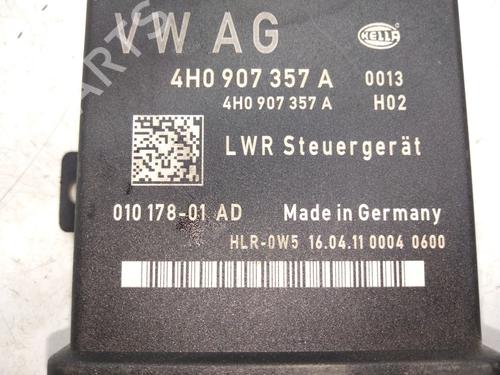 VW AG
HELLA
4H0 907 357 A 0013
4H0 907 357 A H02
LWR Steuergerät
010 178-01 AD Made in Germany
HLR-0W5 16.04.11 0004 0600